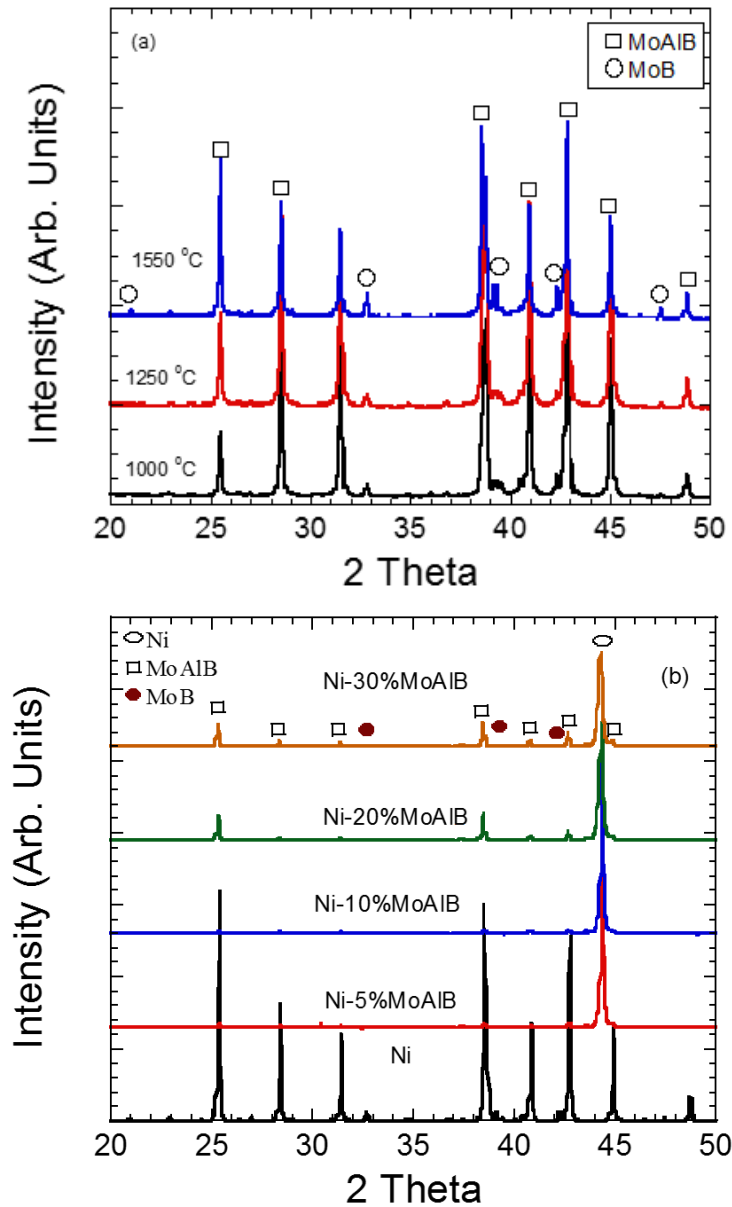 (a)
MoAlB
MoB
Intensity (Arb. Units)
1550 °C
1250 °C
1000 °C
20 25 30 35 40 45 50
2 Theta
Ni
MoAlB
MoB
(b)
Ni-30%MoAlB
Ni-20%MoAlB
Ni-10%MoAlB
Ni-5%MoAlB
Ni
Intensity (Arb. Units)
20 25 30 35 40 45 50
2 Theta